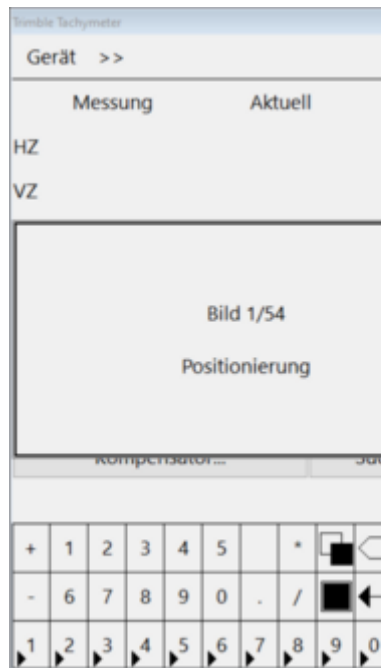 Trimble Tachymeter
Gerät >>
Messung Aktuell
HZ
VZ
Bild 1/54
Positionierung
Kompensator...
+ 1 2 3 4 5 *
- 6 7 8 9 0 . /
1 2 3 4 5 6 7 8 9 0